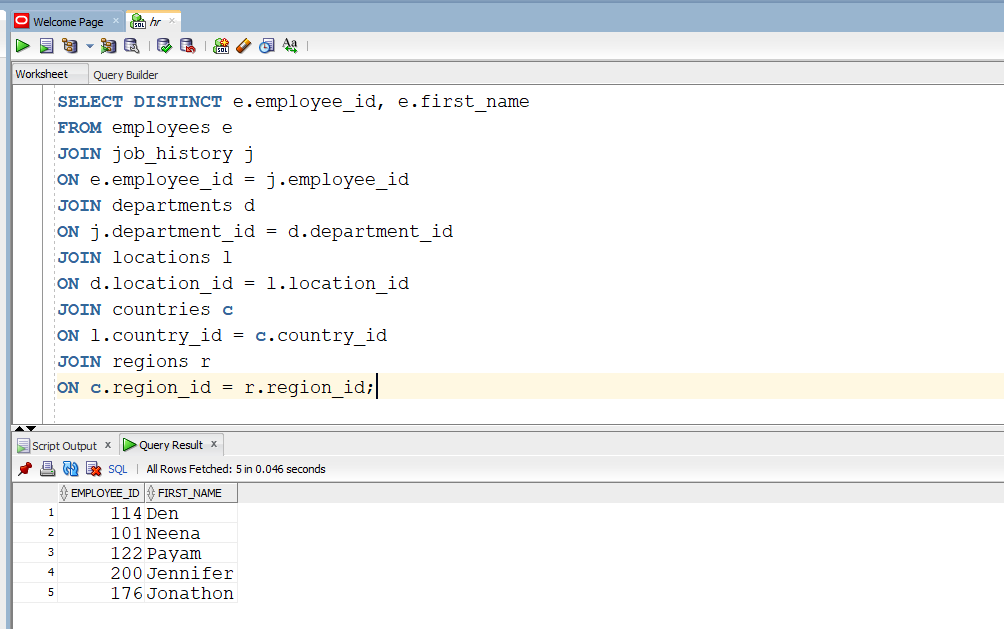 Welcome Page
hr
Worksheet
Query Builder
SELECT DISTINCT e.employee_id, e.first_name
FROM employees e
JOIN job_history j
ON e.employee_id = j.employee_id
JOIN departments d
ON j.department_id = d.department_id
JOIN locations l
ON d.location_id = l.location_id
JOIN countries c
ON l.country_id = c.country_id
JOIN regions r
ON c.region_id = r.region_id;
Script Output x
Query Result x
SQL | All Rows Fetched: 5 in 0.046 seconds
EMPLOYEE_ID FIRST_NAME
1 114 Den
2 101 Neena
3 122 Payam
4 200 Jennifer
5 176 Jonathon